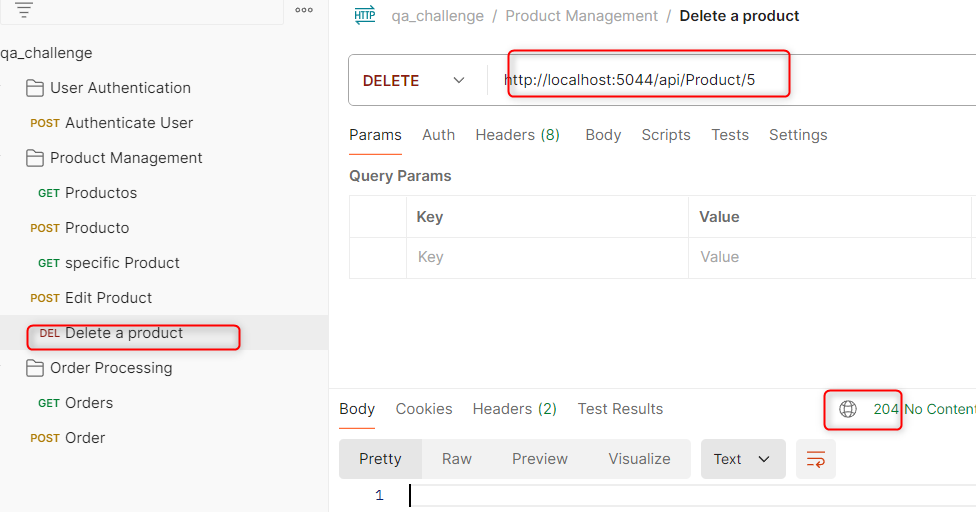 qa_challenge / Product Management / Delete a product
qa_challenge
User Authentication
POST Authenticate User
Product Management
GET Productos
POST Producto
GET specific Product
POST Edit Product
DEL Delete a product
Order Processing
GET Orders
POST Order
DELETE http://localhost:5044/api/Product/5
Params Auth Headers (8) Body Scripts Tests Settings
Query Params
Key Value
Key Value
Body Cookies Headers (2) Test Results 204 No Content
Pretty Raw Preview Visualize Text
1